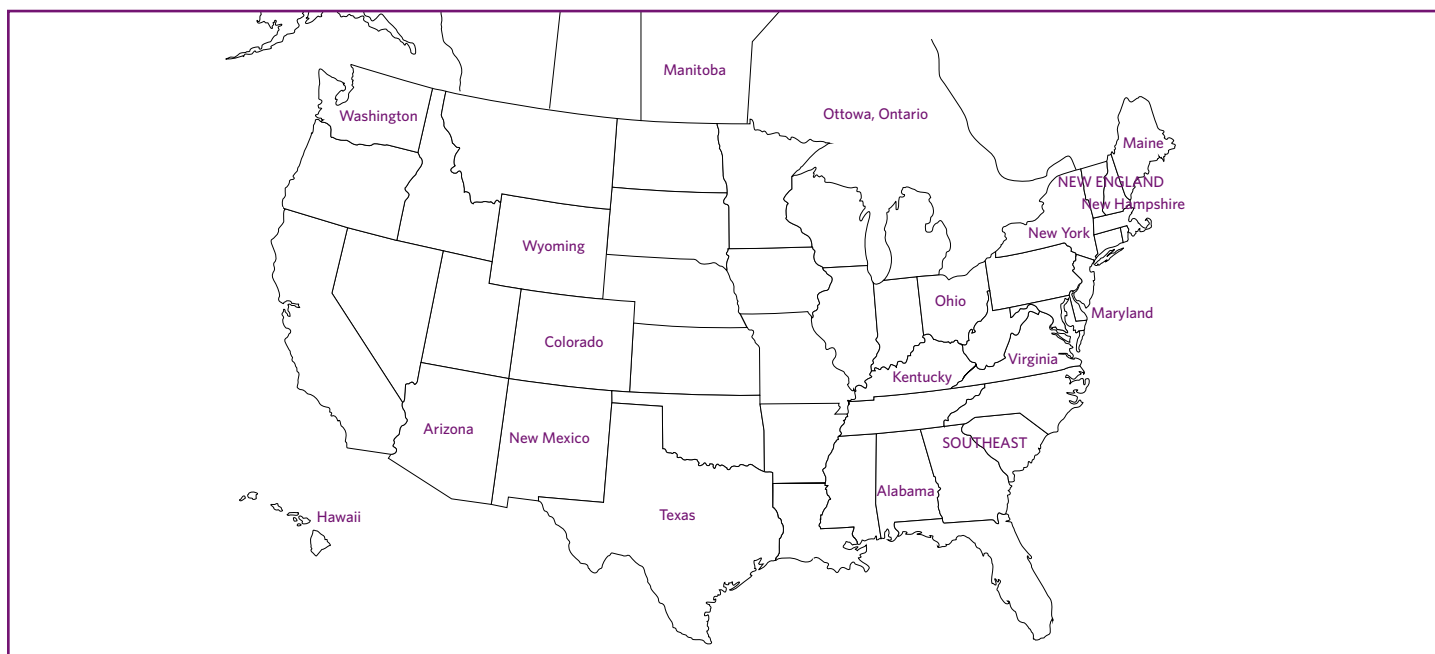 Manitoba
Washington
Ottowa, Ontario
Maine
NEW ENGLAND
New Hampshire
New York
Wyoming
Ohio
Maryland
Colorado
Virginia
Kentucky
Arizona
New Mexico
SOUTHEAST
Alabama
Texas
Hawaii